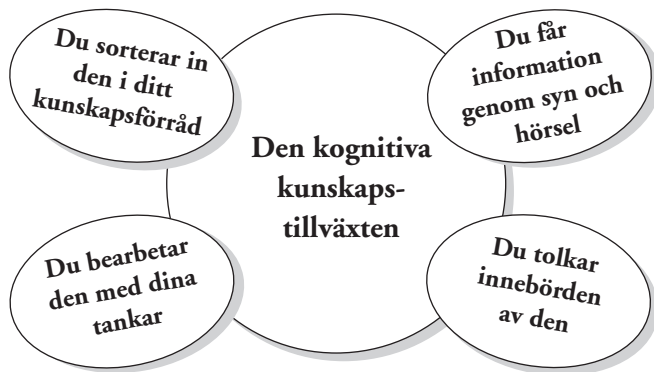 Du sorterar in
den i ditt
kunskapsförråd
Du får
information
genom syn och
hörsel
Den kognitiva
kunskaps-
tillväxten
Du bearbetar
den med dina
tankar
Du tolkar
innebörden
av den